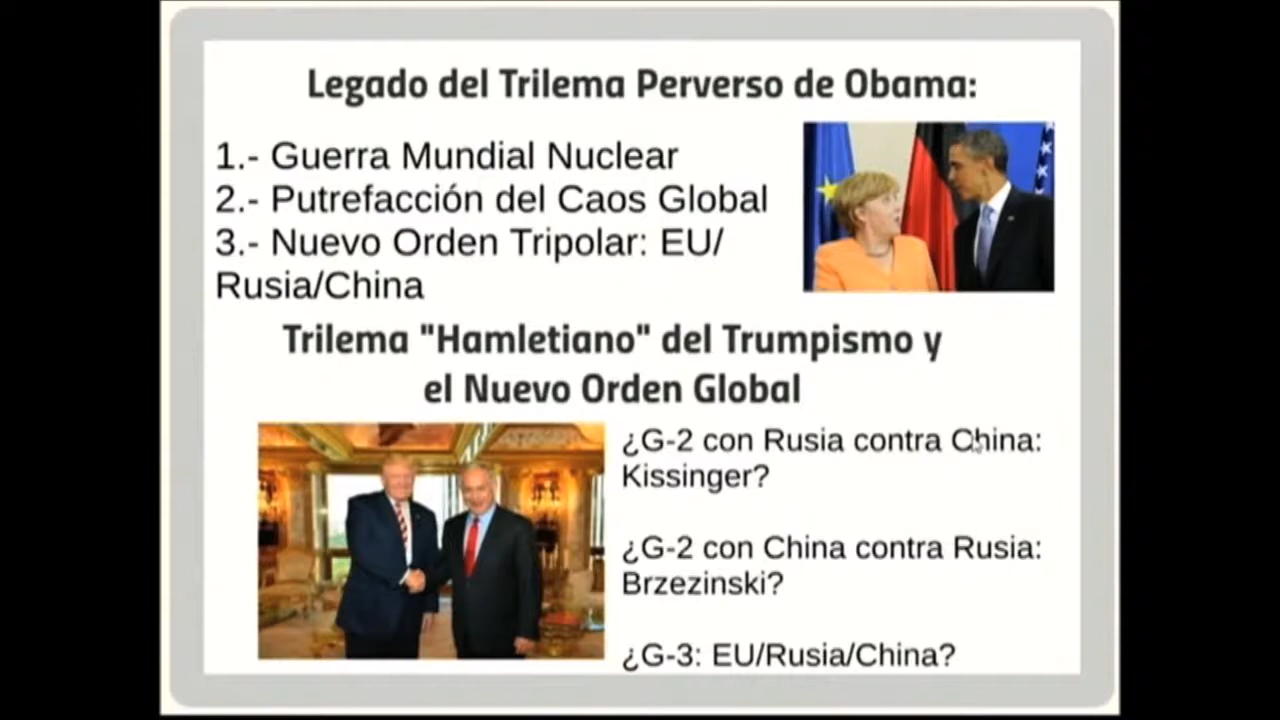 Legado del Trilema Perverso de Obama:
1.- Guerra Mundial Nuclear
2.- Putrefacción del Caos Global
3.- Nuevo Orden Tripolar: EU/
Rusia/China
Trilema "Hamletiano" del Trumpismo y
el Nuevo Orden Global
¿G-2 con Rusia contra China:
Kissinger?
¿G-2 con China contra Rusia:
Brzezinski?
¿G-3: EU/Rusia/China?